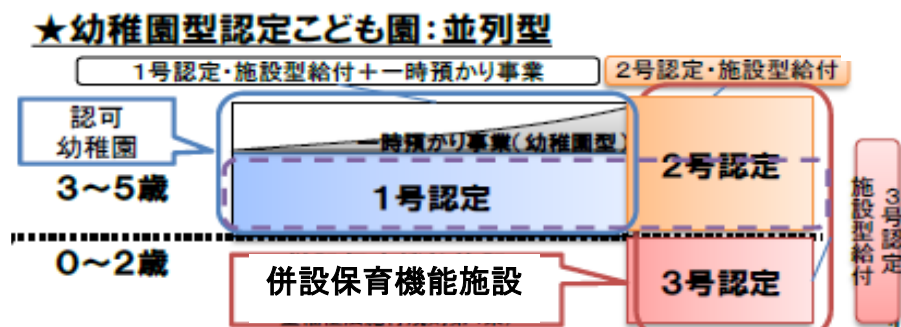 ★幼稚園型認定こども園：並列型
1号認定・施設型給付＋一時預かり事業
2号認定・施設型給付
認可
幼稚園
一時預かり事業（幼稚園型）
2号認定
3～5歳
1号認定
3号認定
施設型給付
0～2歳
併設保育機能施設
3号認定